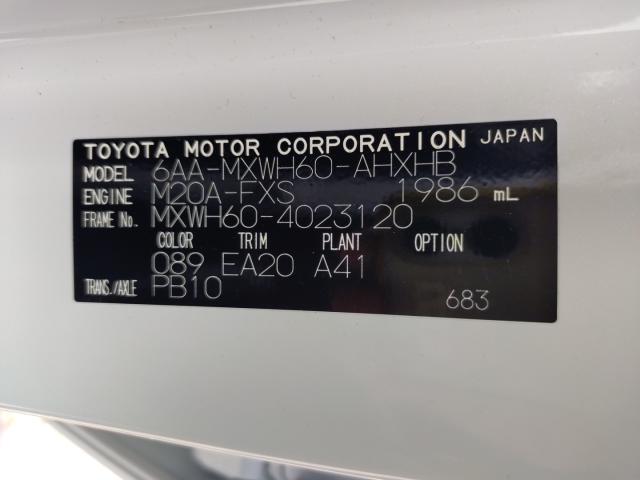 TOYOTA MOTOR CORPORATION JAPAN
MODEL 6AA-MXWH60-AHXHB
ENGINE M20A-FXS 1986 mL
FRAME No. MXWH60-4023120
COLOR TRIM PLANT OPTION
089 EA20 A41
TRANS./AXLE PB10
683